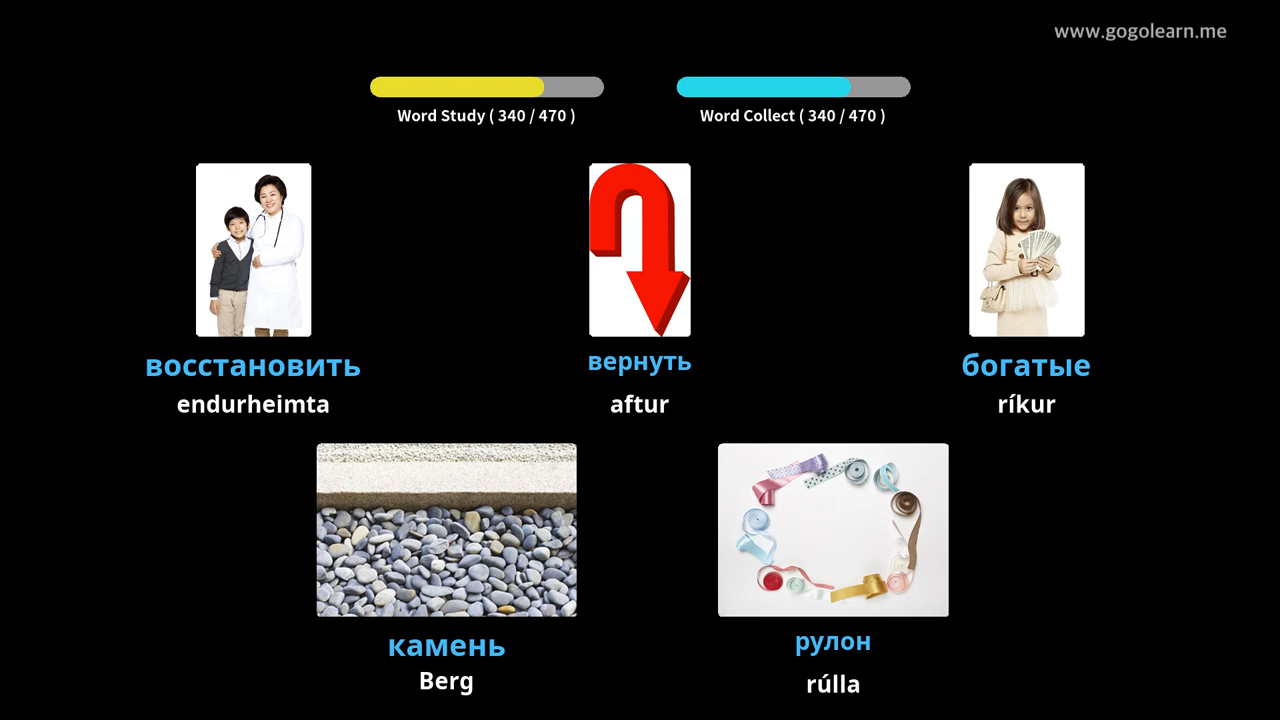 www.gogolearn.me
Word Study ( 340 / 470 )
Word Collect ( 340 / 470 )
восстановить
endurheimta
вернуть
aftur
богатые
ríkur
камень
Berg
рулон
rúlla